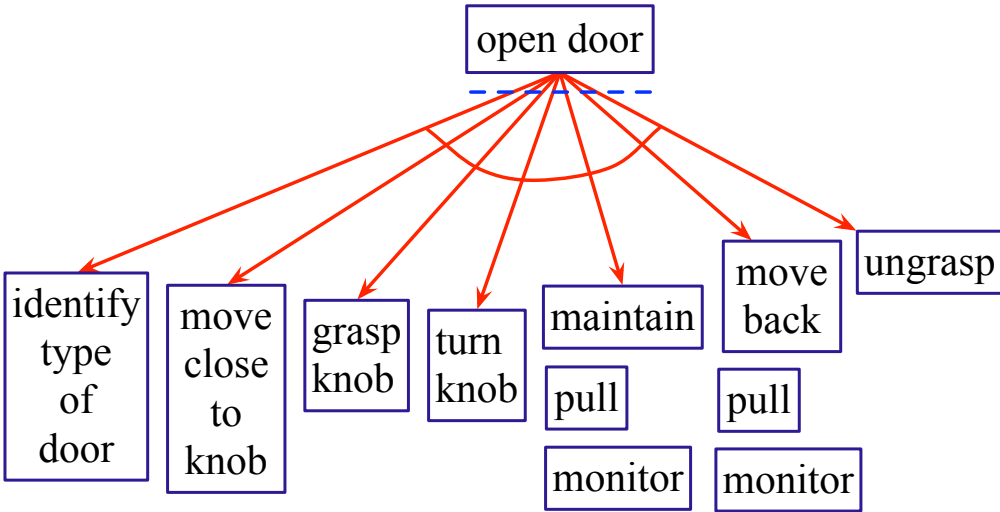 open door
identify
type
of
door
move
close
to
knob
grasp
knob
turn
knob
maintain
pull
monitor
move
back
pull
monitor
ungrasp